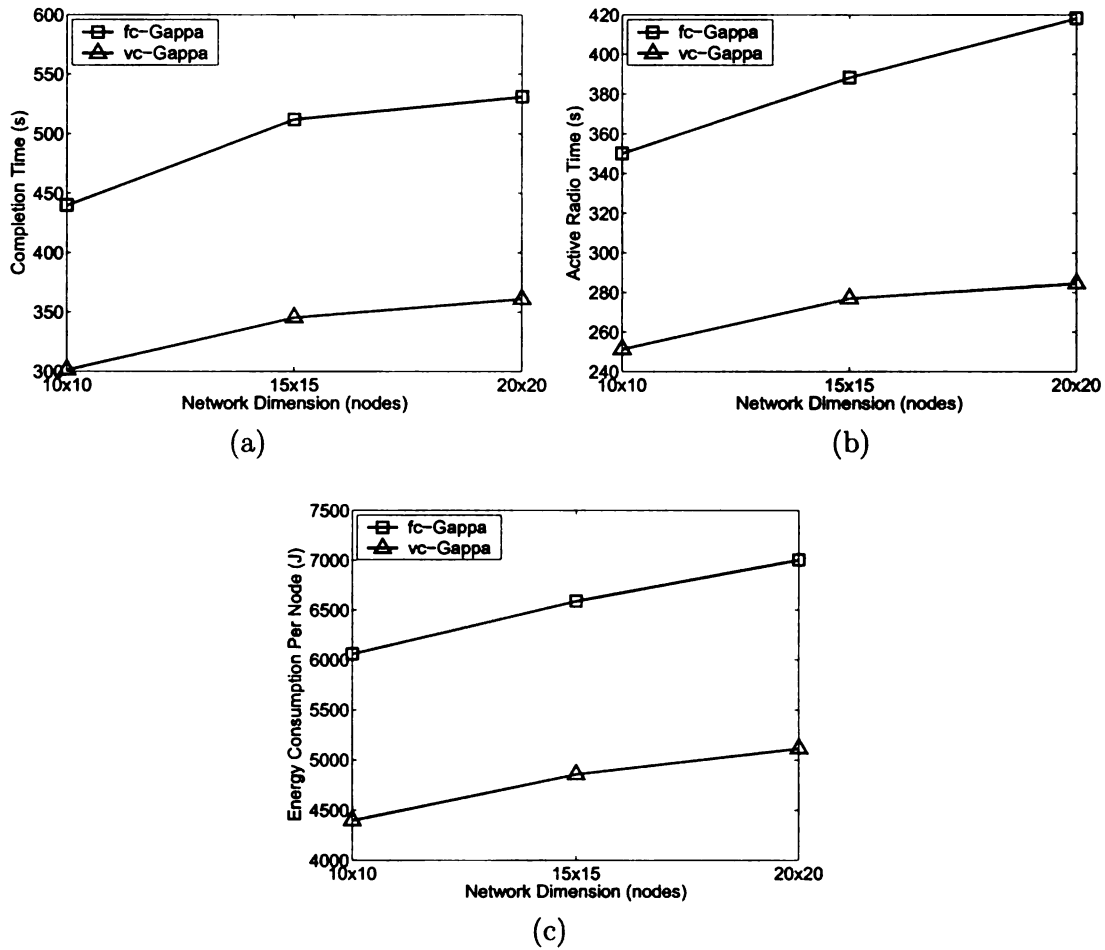 600
550
500
450
400
350
300
fc-Gappa
vc-Gappa
Completion Time (s)
10x10
15x15
20x20
Network Dimension (nodes)
(a)
420
400
380
360
340
320
300
280
260
240
fc-Gappa
vc-Gappa
Active Radio Time (s)
10x10
15x15
20x20
Network Dimension (nodes)
(b)
7500
7000
6500
6000
5500
5000
4500
4000
fc-Gappa
vc-Gappa
Energy Consumption Per Node (J)
10x10
15x15
20x20
Network Dimension (nodes)
(c)